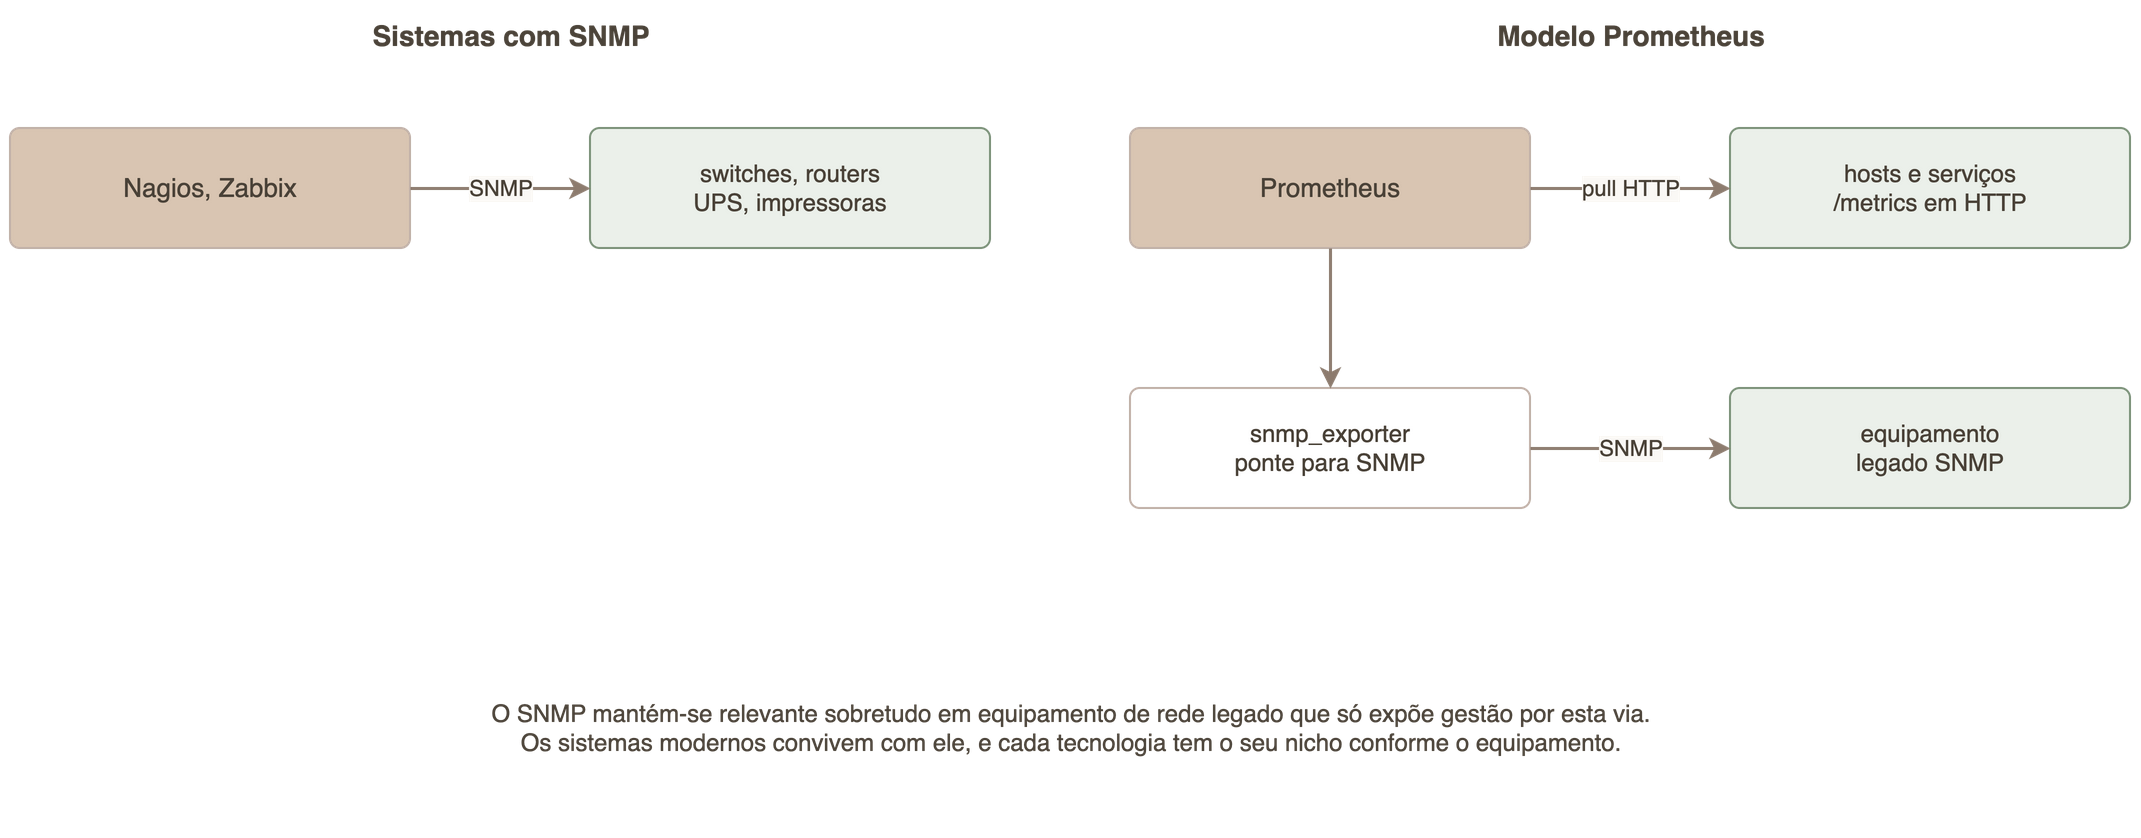 Sistemas com SNMP
Modelo Prometheus
Nagios, Zabbix
SNMP
switches, routers
UPS, impressoras
Prometheus
pull HTTP
hosts e serviços
/metrics em HTTP
snmp_exporter
ponte para SNMP
SNMP
equipamento
legado SNMP
O SNMP mantém-se relevante sobretudo em equipamento de rede legado que só expõe gestão por esta via.
Os sistemas modernos convivem com ele, e cada tecnologia tem o seu nicho conforme o equipamento.